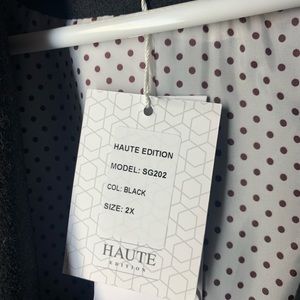 HAUTE EDITION
MODEL: SG202
COL: BLACK
SIZE: 2X
HAUTE
EDITION